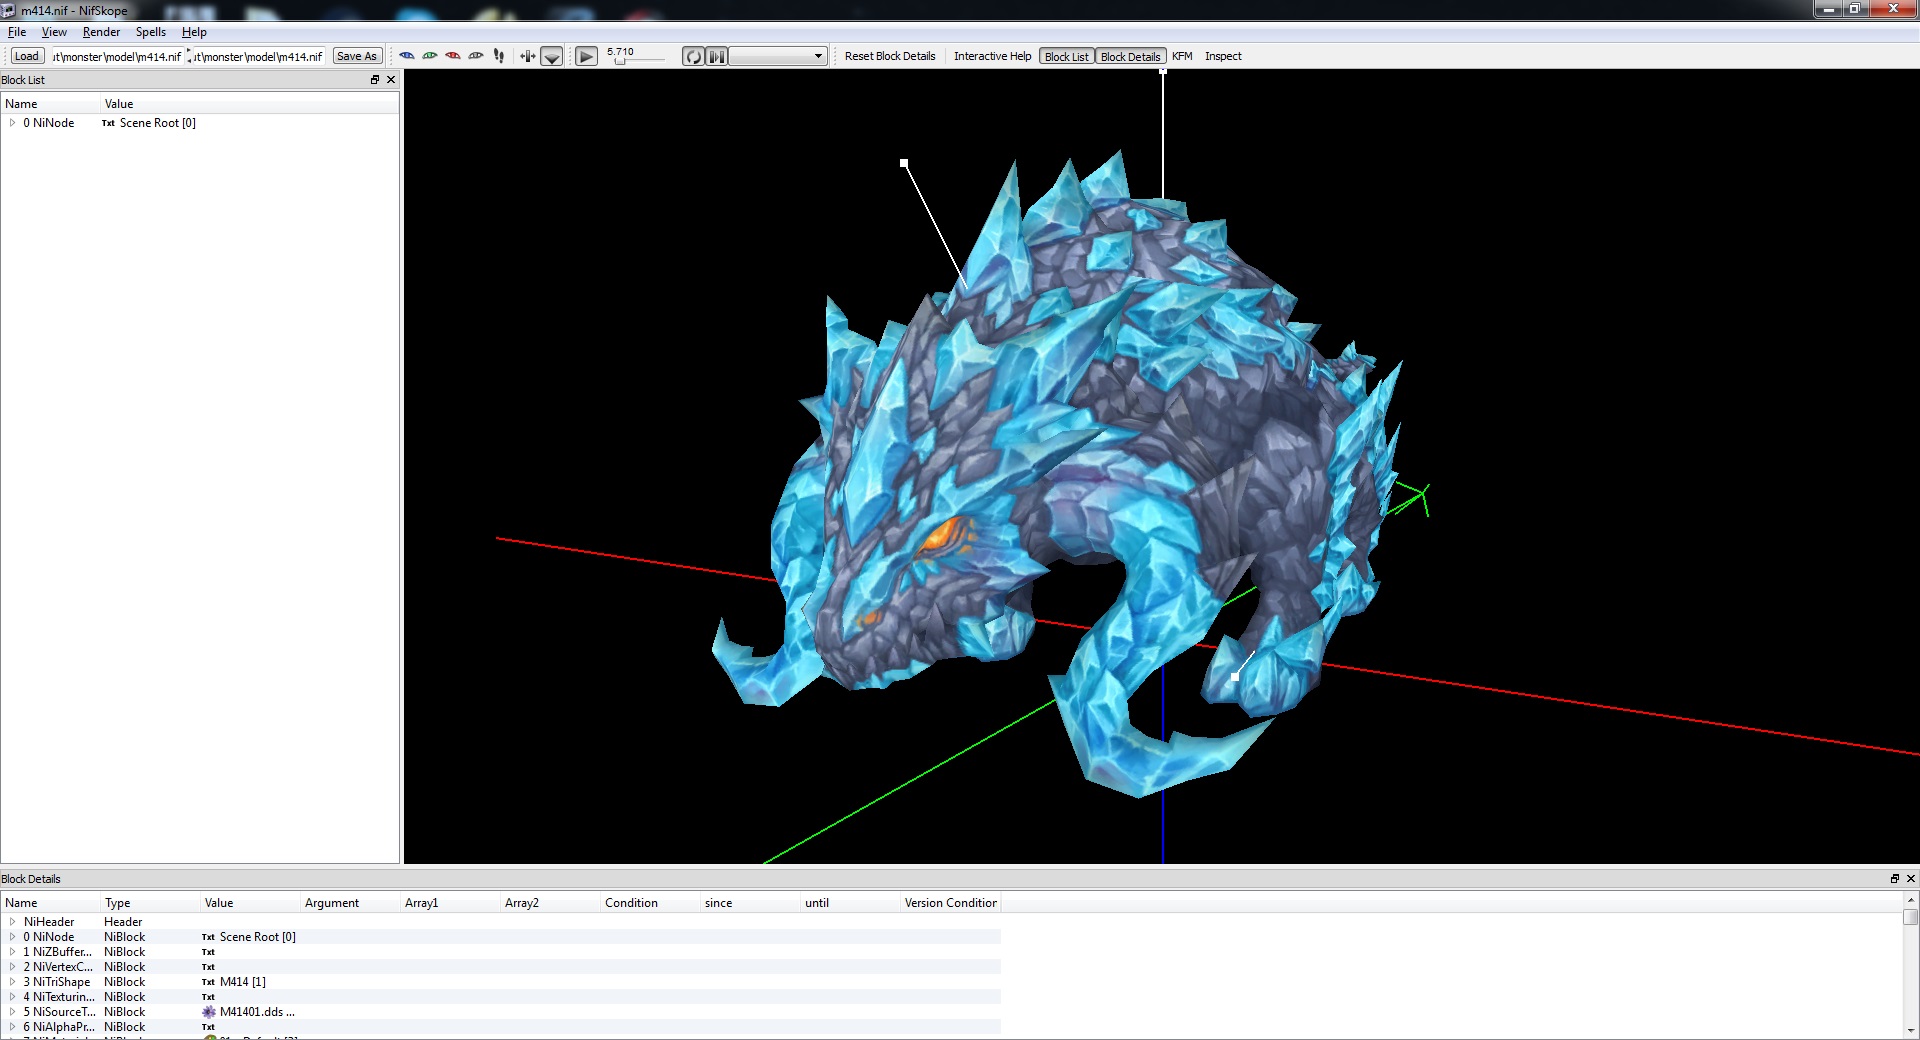 m414.nif - NifSkope
File View Render Spells Help
Load ut\monster\model\m414.nif ut\monster\model\m414.nif Save As 5.710 Reset Block Details Interactive Help Block List Block Details KFM Inspect
Block List
Name Value
0 NiNode Txt Scene Root [0]
Block Details
Name Type Value Argument Array1 Array2 Condition since until Version Condition
NiHeader Header
0 NiNode NiBlock Txt Scene Root [0]
1 NiZBuffer... NiBlock Txt
2 NiVertexC... NiBlock Txt
3 NiTriShape NiBlock Txt M414 [1]
4 NiTexturin... NiBlock Txt
5 NiSourceT... NiBlock M41401.dds ...
6 NiAlphaPr... NiBlock Txt